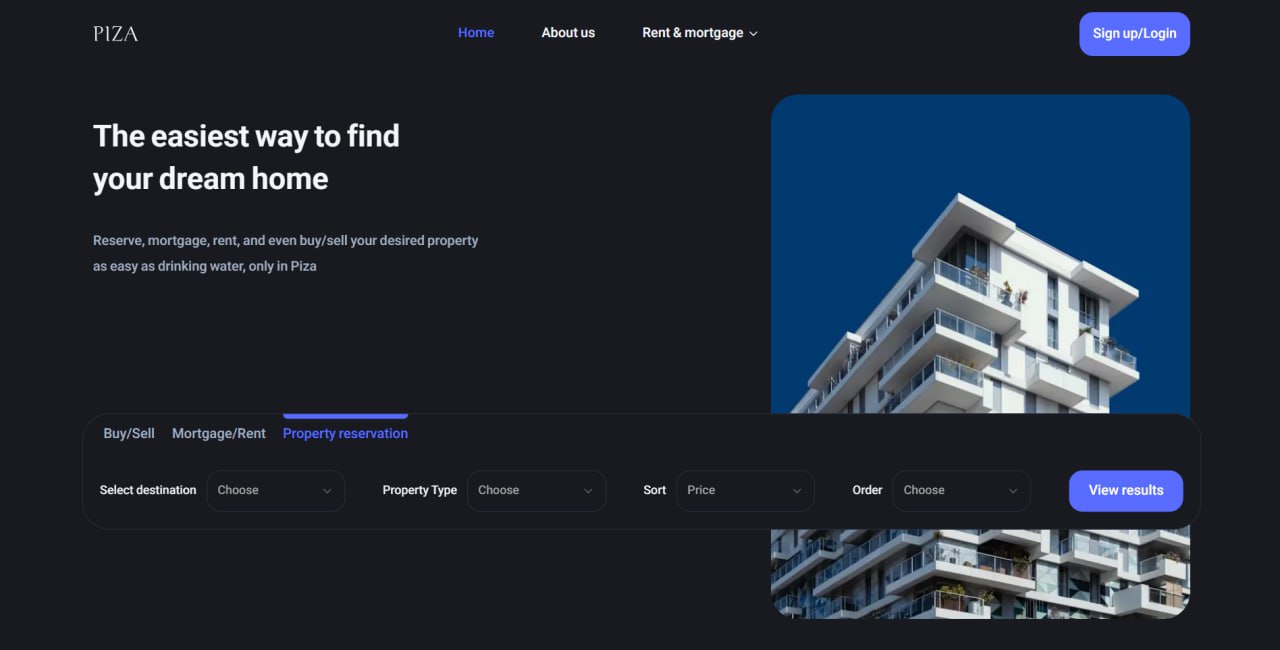 PIZA
Home
About us
Rent & mortgage
Sign up/Login
The easiest way to find
your dream home
Reserve, mortgage, rent, and even buy/sell your desired property
as easy as drinking water, only in Piza
Buy/Sell
Mortgage/Rent
Property reservation
Select destination
Choose
Property Type
Choose
Sort
Price
Order
Choose
View results